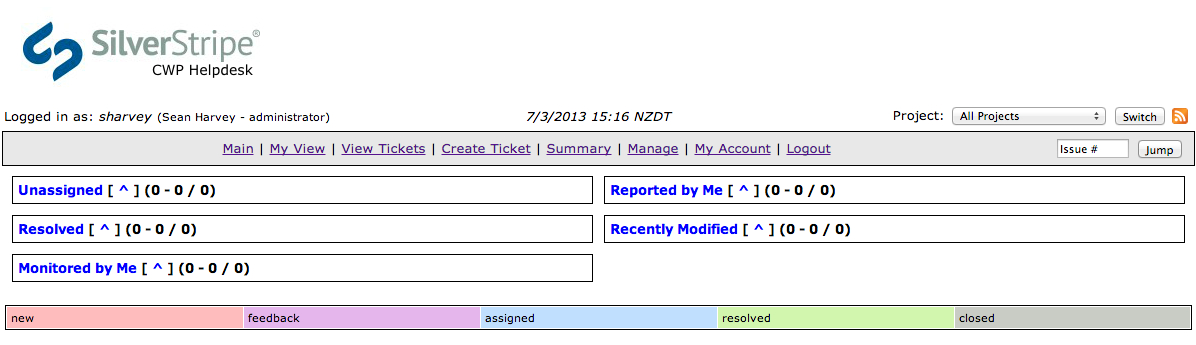 SilverStripe®
CWP Helpdesk
Logged in as: sharvey (Sean Harvey - administrator) 7/3/2013 15:16 NZDT Project: All Projects Switch
Main | My View | View Tickets | Create Ticket | Summary | Manage | My Account | Logout Issue # Jump
Unassigned [ ^ ] (0 - 0 / 0) Reported by Me [ ^ ] (0 - 0 / 0)
Resolved [ ^ ] (0 - 0 / 0) Recently Modified [ ^ ] (0 - 0 / 0)
Monitored by Me [ ^ ] (0 - 0 / 0)
new feedback assigned resolved closed